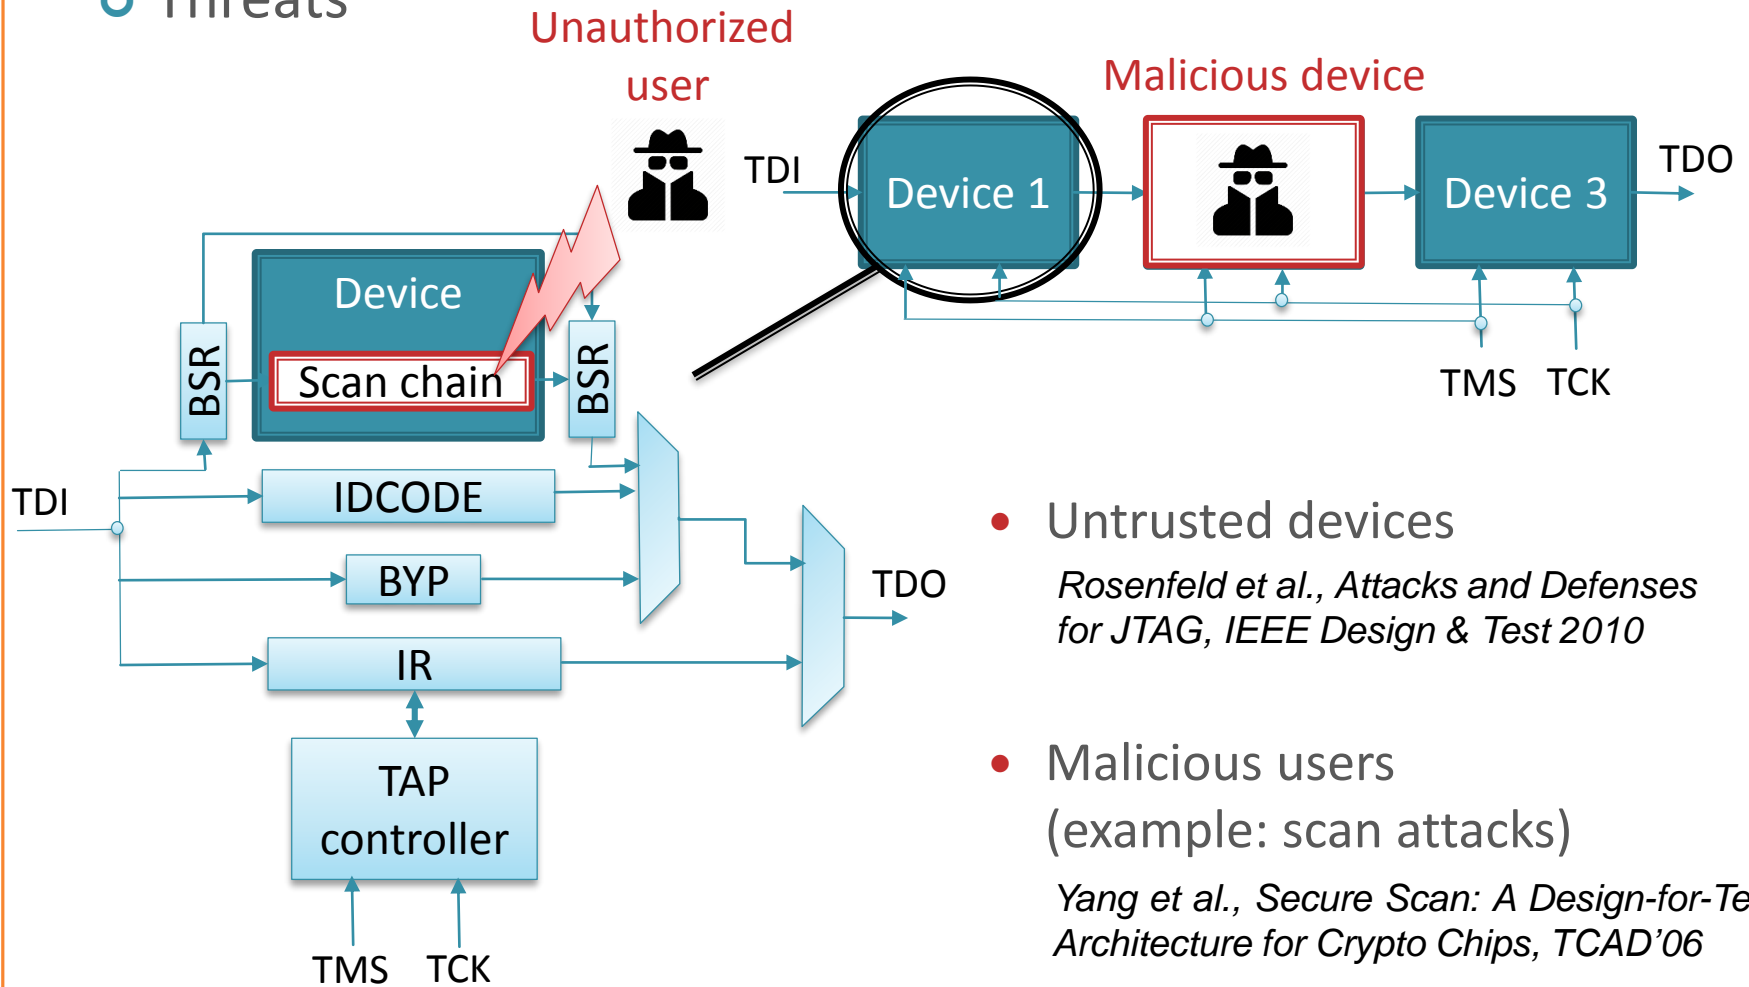 Threats
Unauthorized
user
Malicious device
TDI
Device 1
Device 3
TDO
TMS TCK
Device
Scan chain
BSR
BSR
TDI
IDCODE
BYP
IR
TDO
TAP
controller
TMS TCK
• Untrusted devices
Rosenfeld et al., Attacks and Defenses
for JTAG, IEEE Design & Test 2010
• Malicious users
(example: scan attacks)
Yang et al., Secure Scan: A Design-for-Te
Architecture for Crypto Chips, TCAD’06